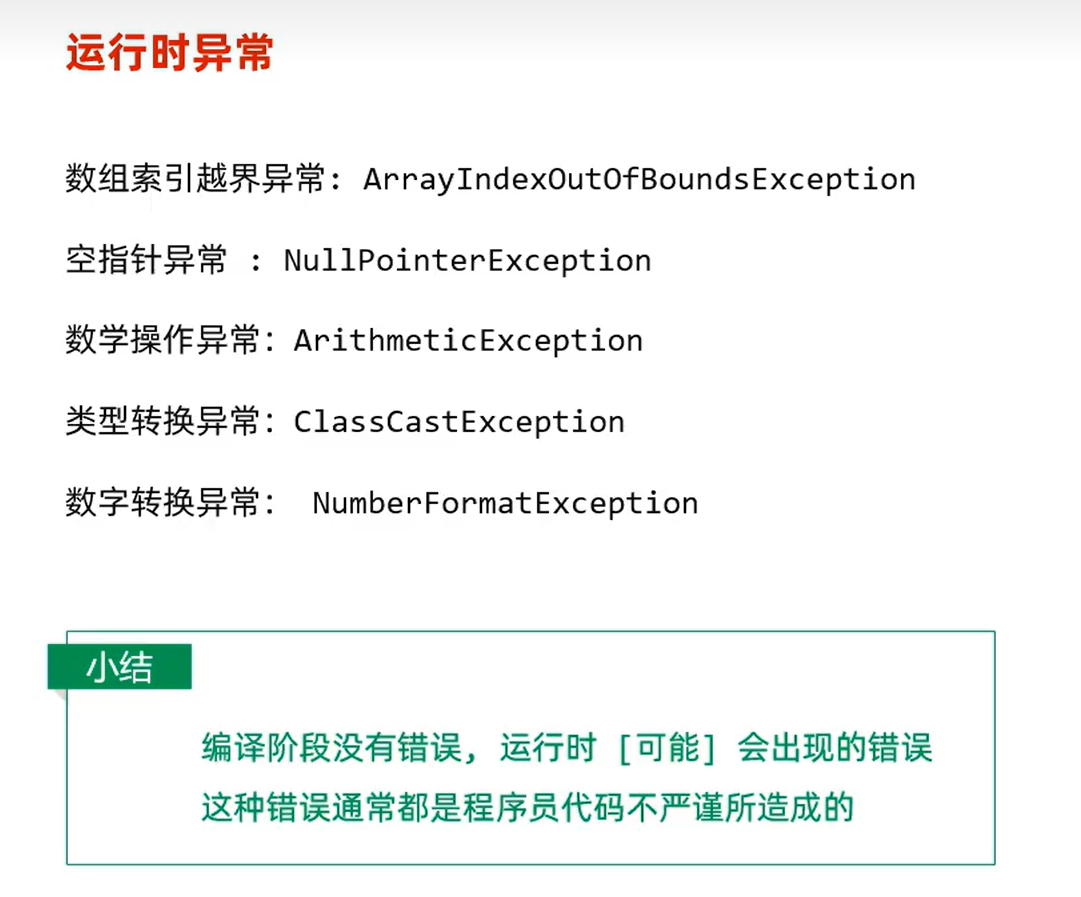 运行时异常
数组索引越界异常: ArrayIndexOutOfBoundsException
空指针异常 : NullPointerException
数学操作异常: ArithmeticException
类型转换异常: ClassCastException
数字转换异常: NumberFormatException
小结
编译阶段没有错误, 运行时 [可能] 会出现的错误
这种错误通常都是程序员代码不严谨所造成的